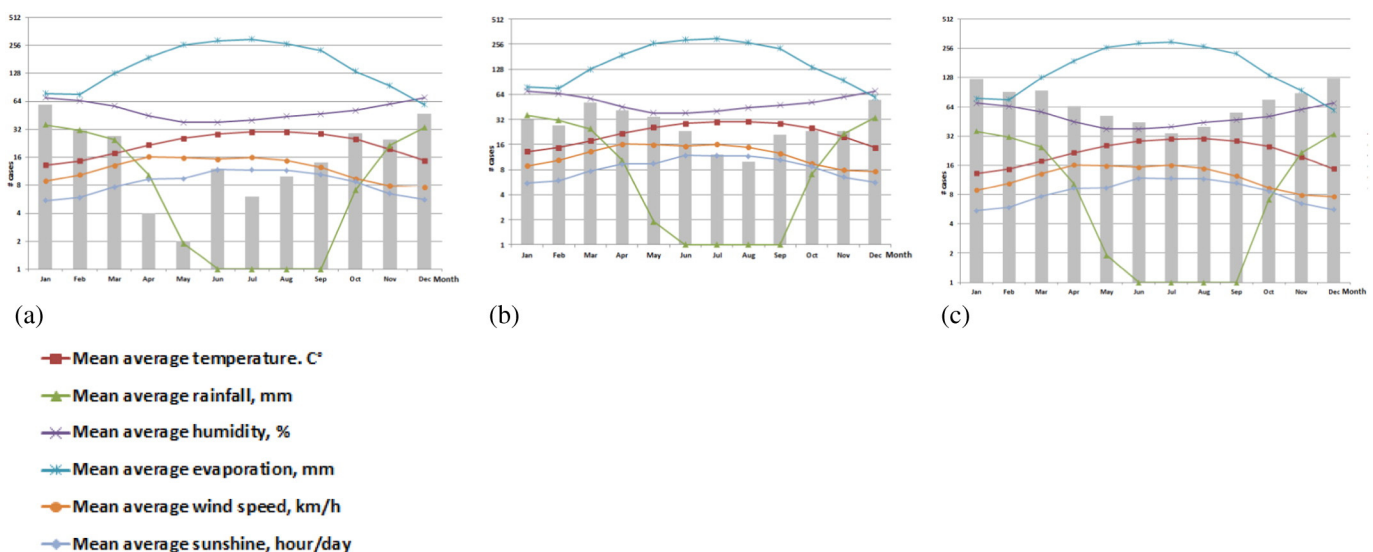 512
256
128
64
32
16
8
4
2
1
# cases
Jan Feb Mar Apr May Jun Jul Aug Sep Oct Nov Dec Month
(a)
512
256
128
64
32
16
8
4
2
1
# cases
Jan Feb Mar Apr May Jun Jul Aug Sep Oct Nov Dec Month
(b)
512
256
128
64
32
16
8
4
2
1
# cases
Jan Feb Mar Apr May Jun Jul Aug Sep Oct Nov Dec Month
(c)
Mean average temperature. C°
Mean average rainfall, mm
Mean average humidity, %
Mean average evaporation, mm
Mean average wind speed, km/h
Mean average sunshine, hour/day